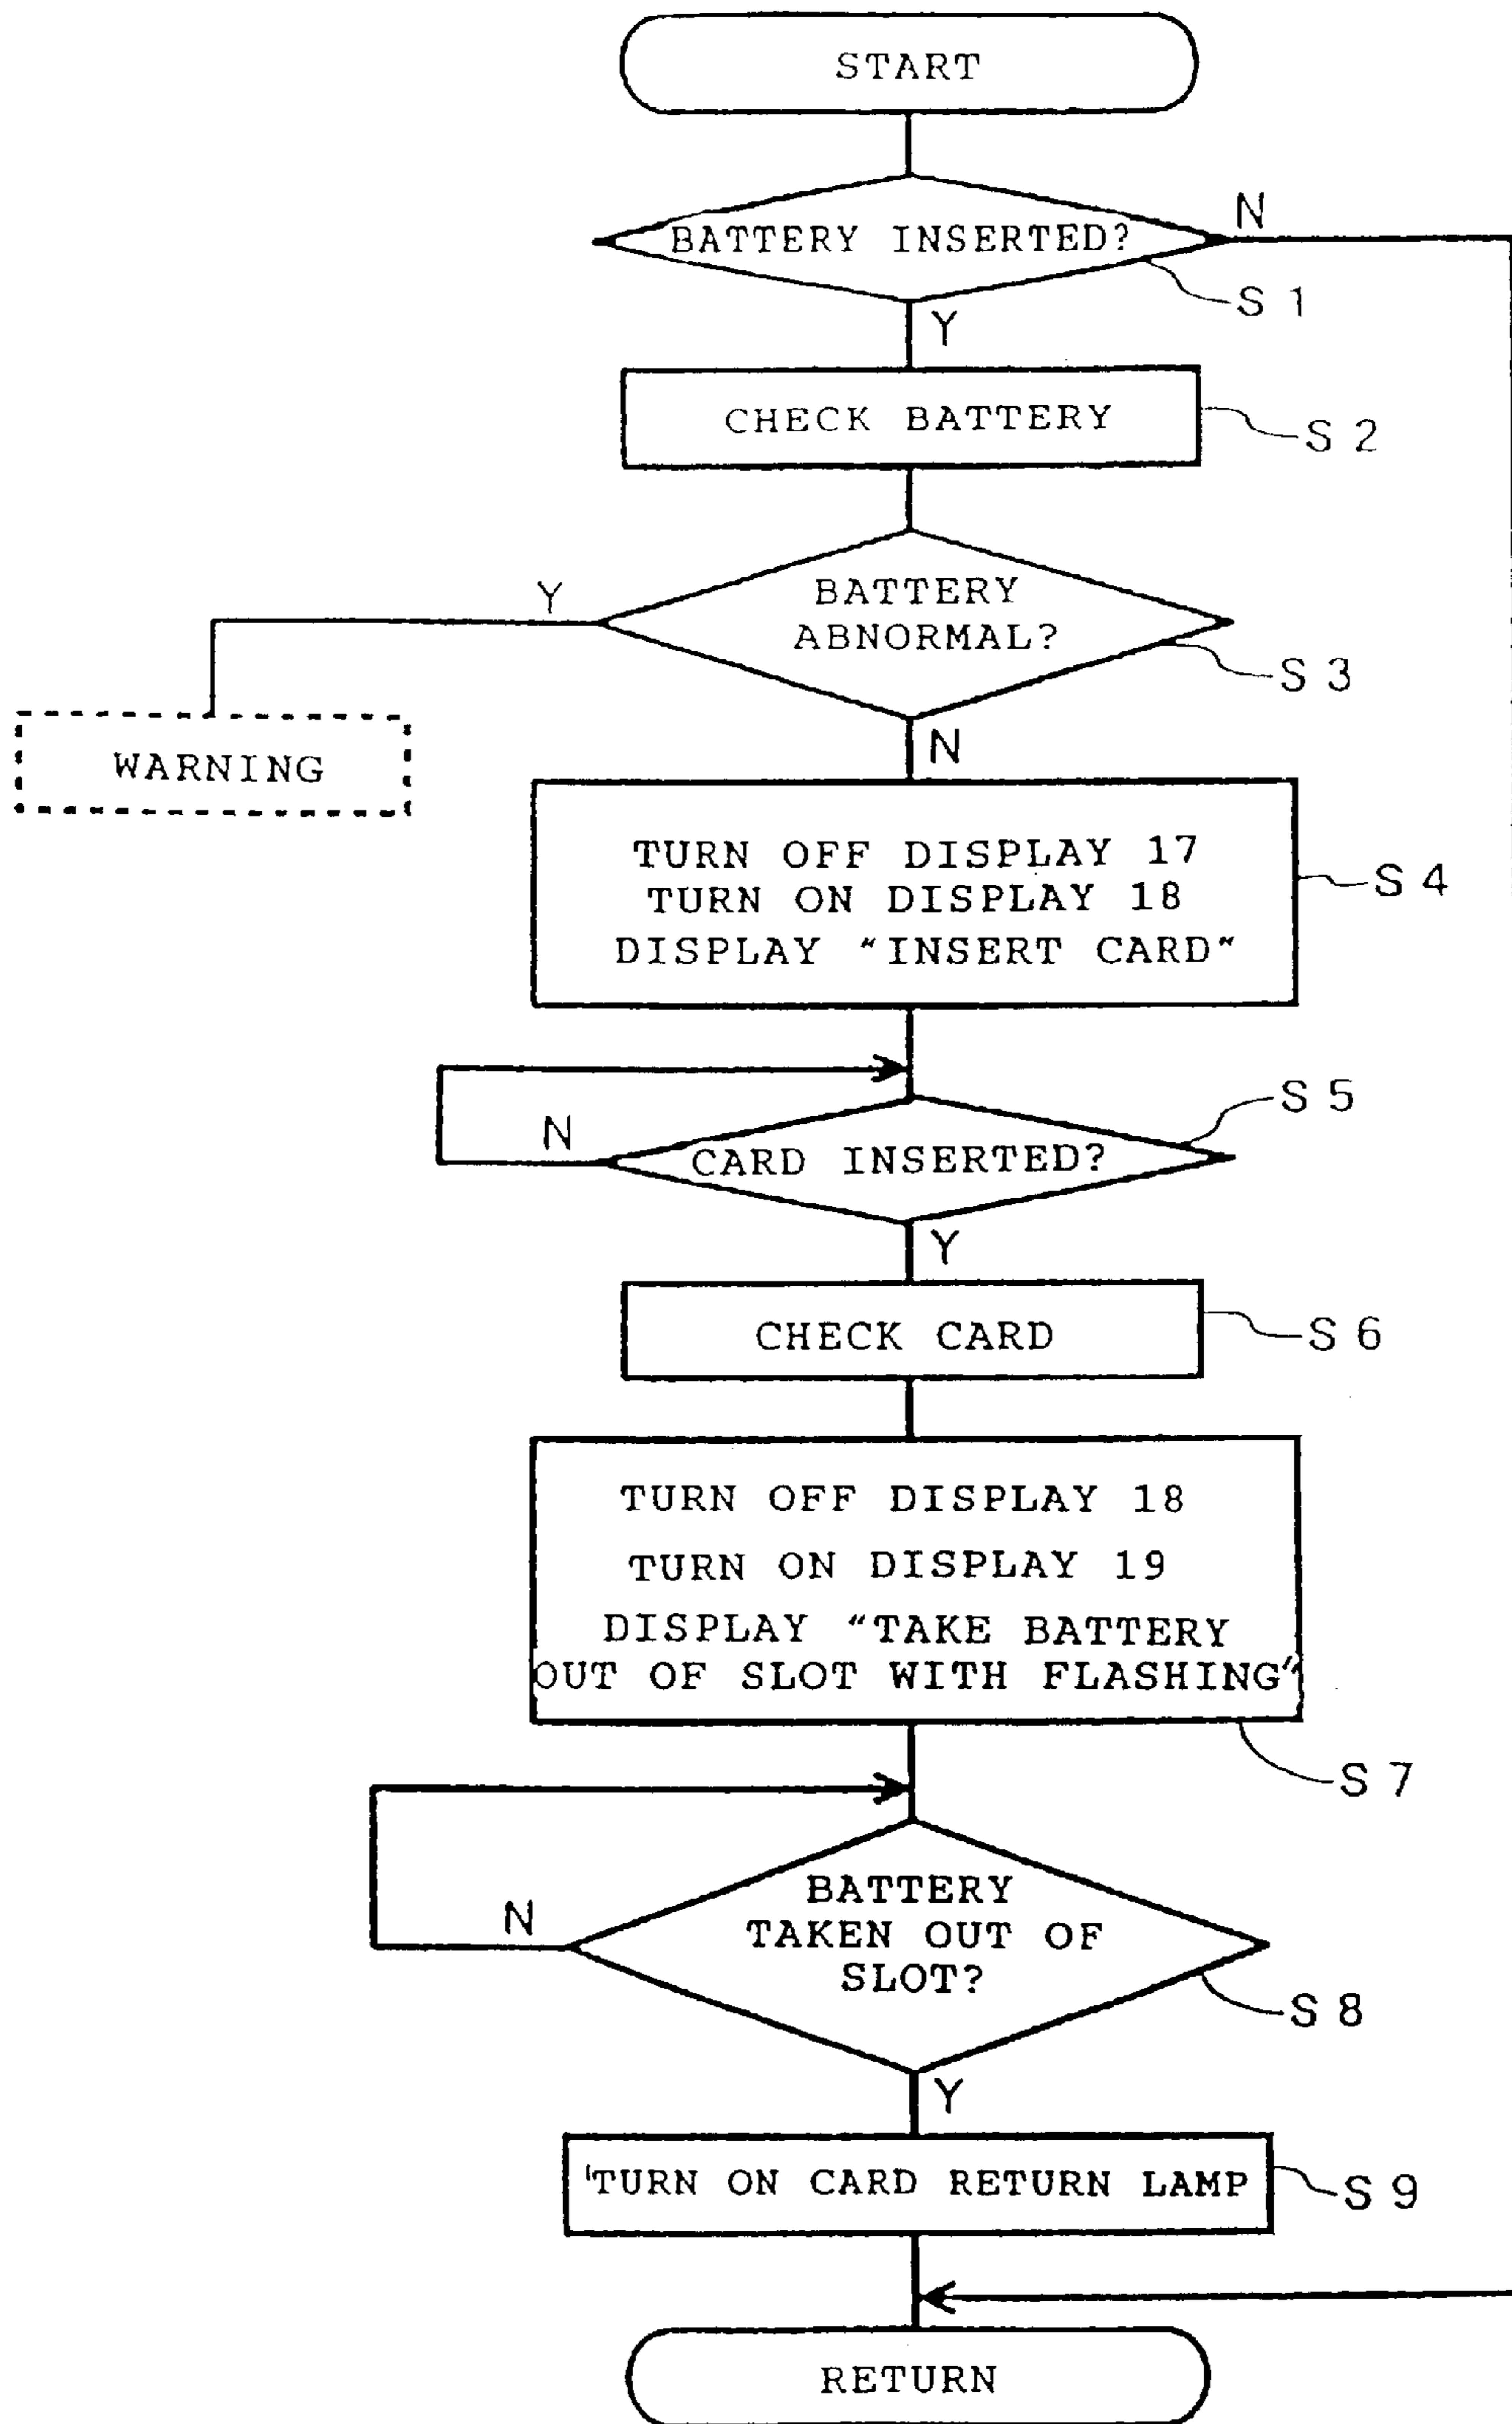 START
BATTERY INSERTED?
N
S 1
Y
CHECK BATTERY
S 2
Y
BATTERY
ABNORMAL?
S 3
WARNING
N
TURN OFF DISPLAY 17
TURN ON DISPLAY 18
DISPLAY "INSERT CARD"
S 4
S 5
N
CARD INSERTED?
Y
CHECK CARD
S 6
TURN OFF DISPLAY 18
TURN ON DISPLAY 19
DISPLAY "TAKE BATTERY
OUT OF SLOT WITH FLASHING"
S 7
N
BATTERY
TAKEN OUT OF
SLOT?
S 8
Y
TURN ON CARD RETURN LAMP
S 9
RETURN